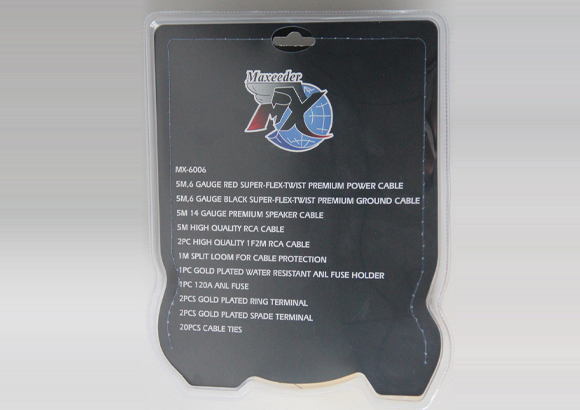 Maxeeder
MX
MX-6006
5M,6 GAUGE RED SUPER-FLEX-TWIST PREMIUM POWER CABLE
5M,6 GAUGE BLACK SUPER-FLEX-TWIST PREMIUM GROUND CABLE
5M 14 GAUGE PREMIUM SPEAKER CABLE
5M HIGH QUALITY RCA CABLE
2PC HIGH QUALITY 1F2M RCA CABLE
1M SPLIT LOOM FOR CABLE PROTECTION
1PC GOLD PLATED WATER RESISTANT ANL FUSE HOLDER
1PC 120A ANL FUSE
2PCS GOLD PLATED RING TERMINAL
2PCS GOLD PLATED SPADE TERMINAL
20PCS CABLE TIES